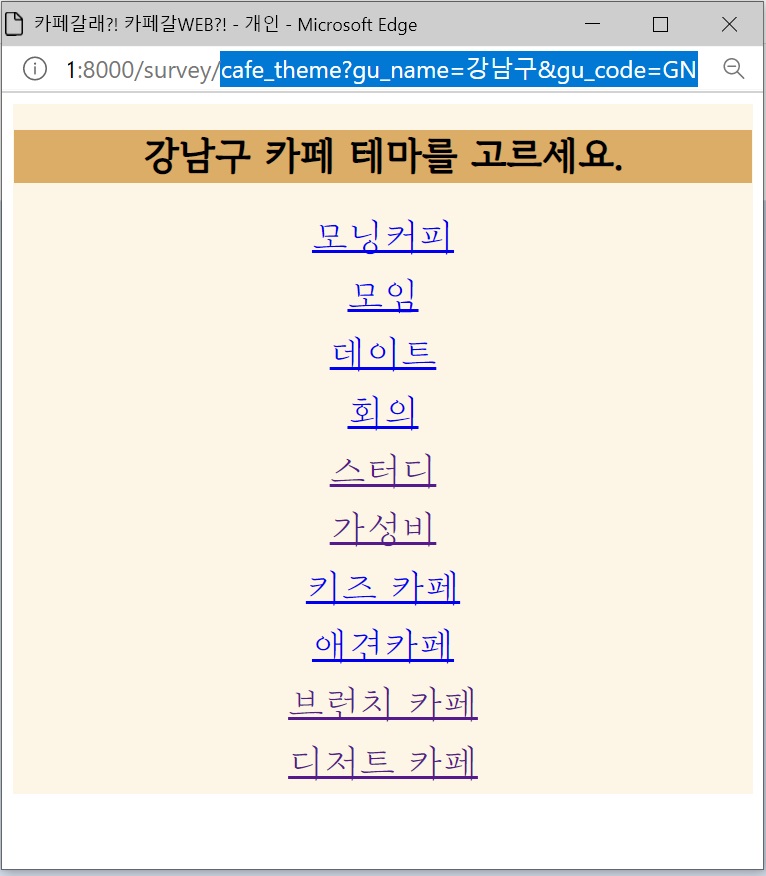 카페갈래?! 카페갈WEB?! - 개인 - Microsoft Edge
1:8000/survey/cafe_theme?gu_name=강남구&gu_code=GN
강남구 카페 테마를 고르세요.
모닝커피
모임
데이트
회의
스터디
가성비
키즈 카페
애견카페
브런치 카페
디저트 카페